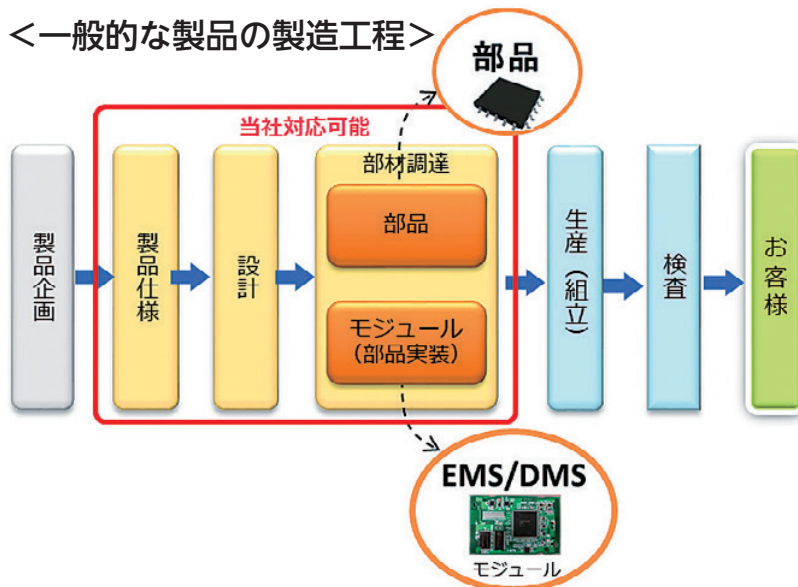 ＜一般的な製品の製造工程＞
部品
当社対応可能
製品企画
製品仕様
設計
部材調達
部品
モジュール
（部品実装）
生産（組立）
検査
お客様
EMS/DMS
モジュール